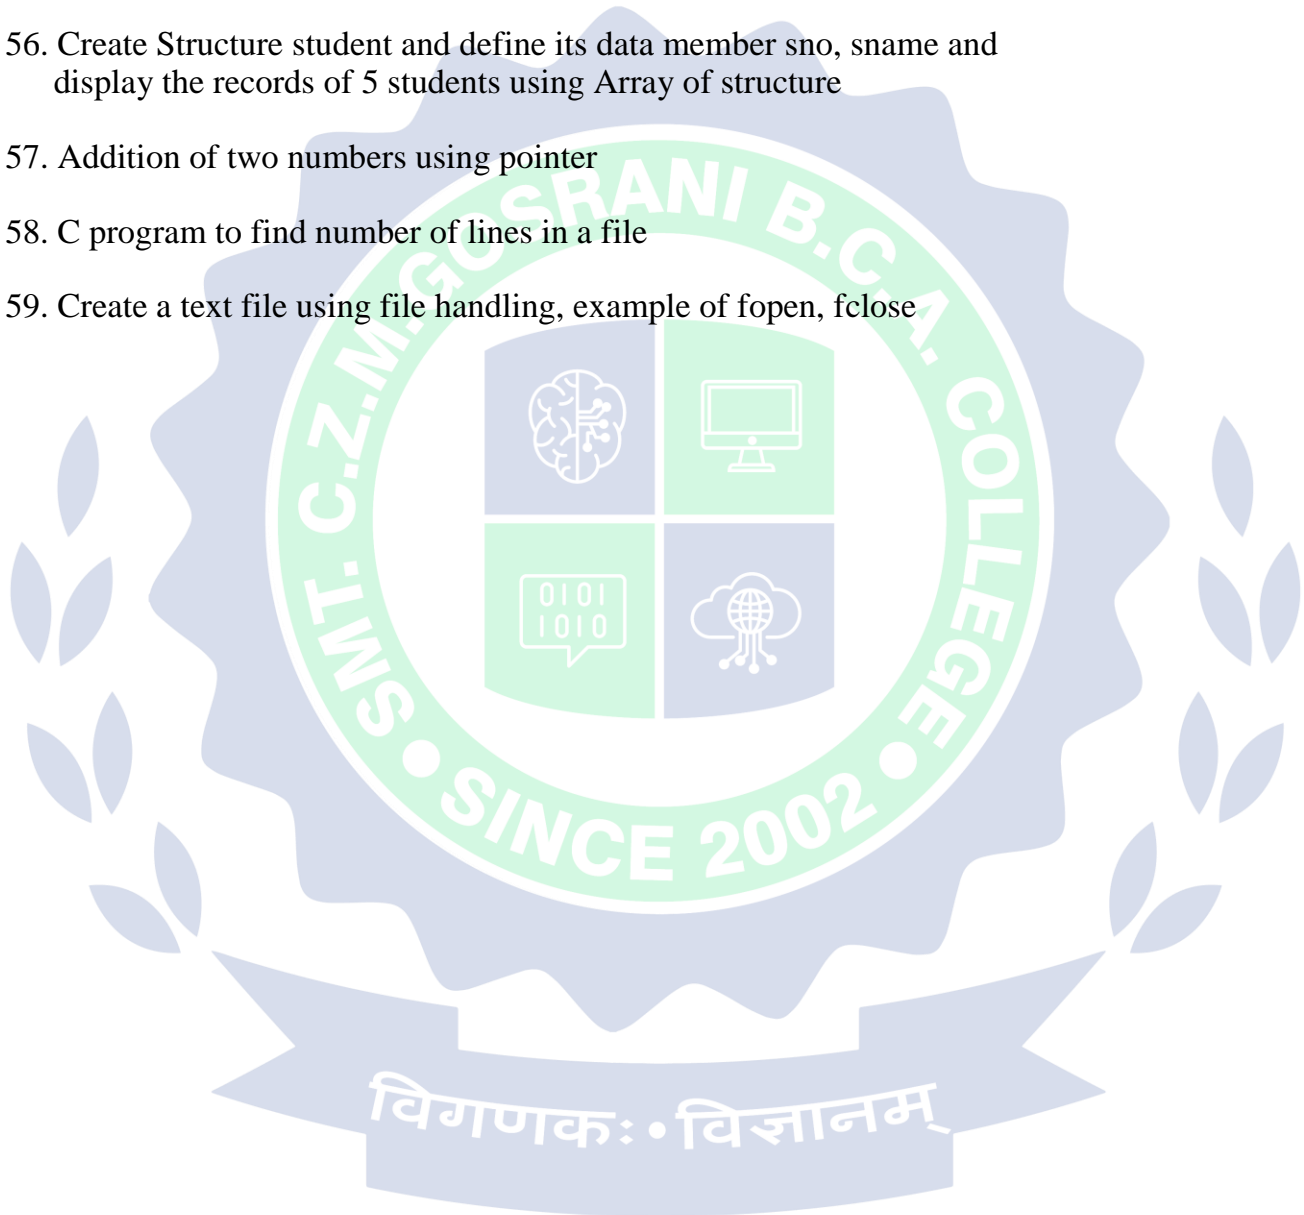 56. Create Structure student and define its data member sno, sname and
display the records of 5 students using Array of structure
57. Addition of two numbers using pointer
58. C program to find number of lines in a file
59. Create a text file using file handling, example of fopen, fclose
SMT. C.Z.M.GOSRANI B.C.A. COLLEGE
0101
1010
SINCE 2002
विगणकः•विज्ञानम्